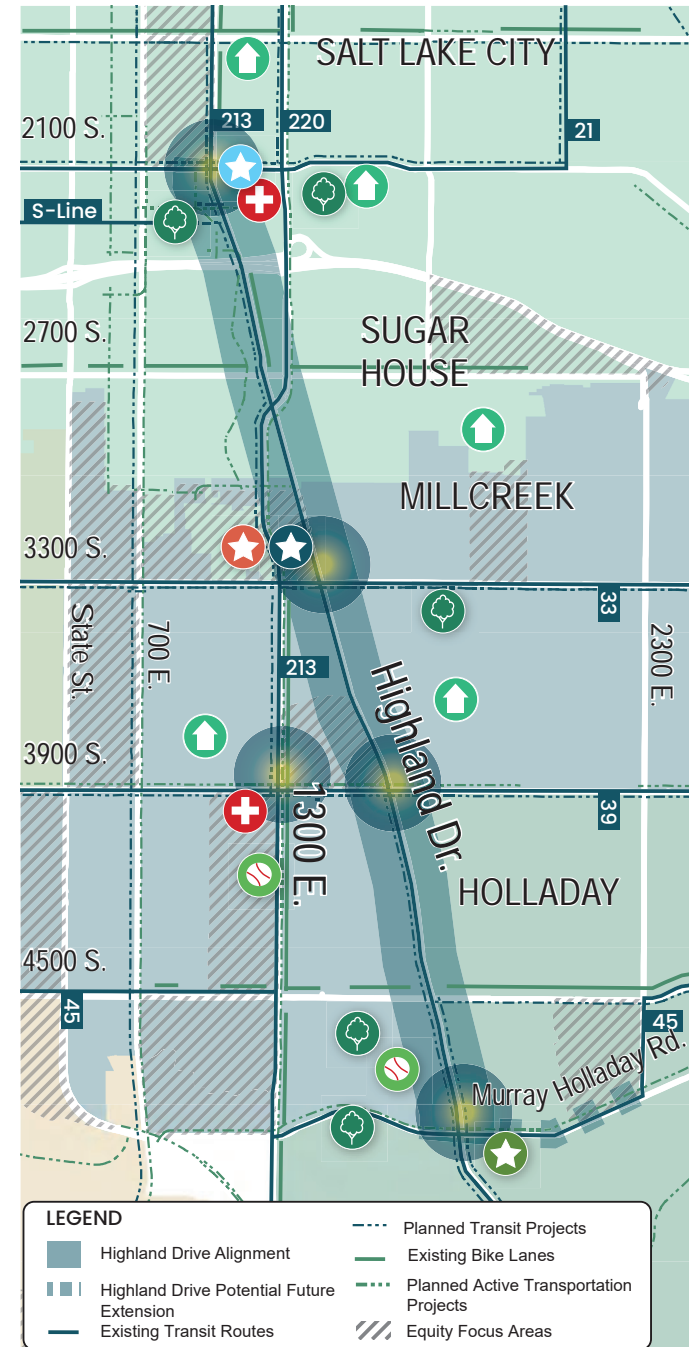 SALT LAKE CITY
2100 S.
213
220
21
S-Line
2700 S.
SUGAR
HOUSE
MILLCREEK
3300 S.
33
State St.
700 E.
2300 E.
213
Highland Dr.
3900 S.
39
1300 E.
HOLLADAY
4500 S.
45
45
Murray Holladay Rd.
LEGEND
Highland Drive Alignment
Highland Drive Potential Future
Extension
Existing Transit Routes
Planned Transit Projects
Existing Bike Lanes
Planned Active Transportation
Projects
Equity Focus Areas